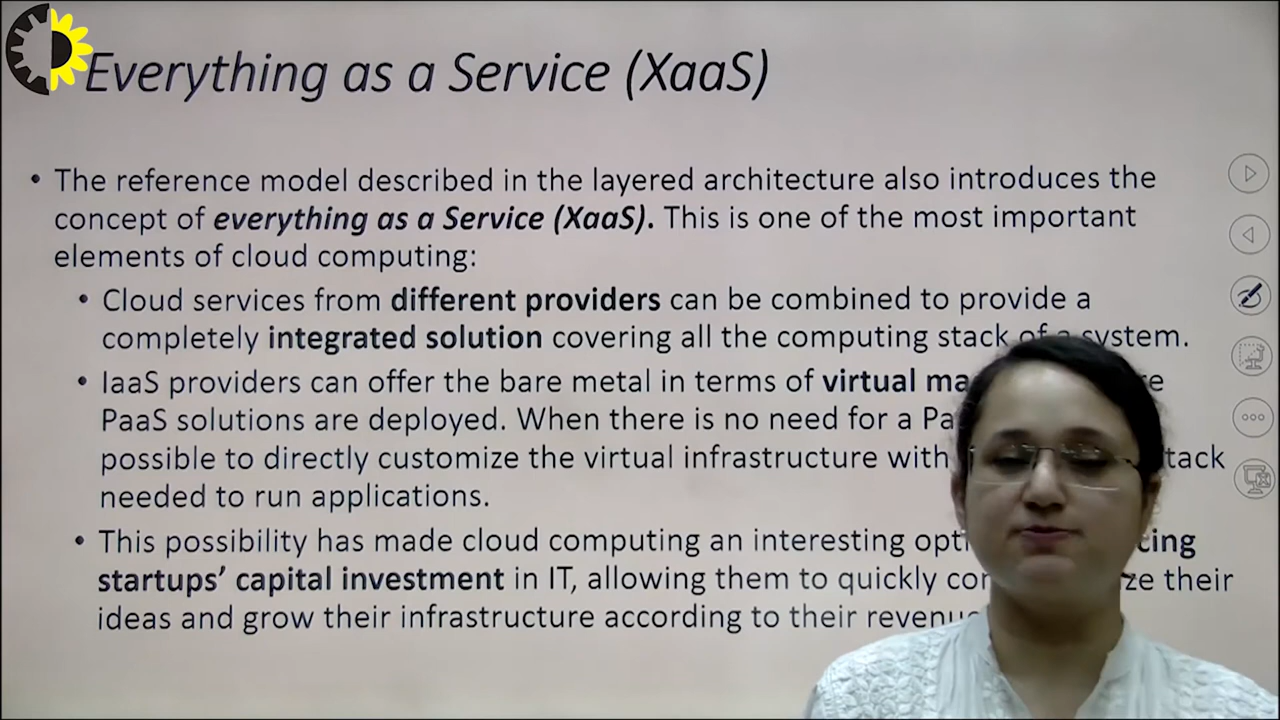 Everything as a Service (XaaS)
• The reference model described in the layered architecture also introduces the
concept of everything as a Service (XaaS). This is one of the most important
elements of cloud computing:
• Cloud services from different providers can be combined to provide a
completely integrated solution covering all the computing stack of a system.
• IaaS providers can offer the bare metal in terms of virtual
PaaS solutions are deployed. When there is no need for a
possible to directly customize the virtual infrastructure with
needed to run applications.
• This possibility has made cloud computing an interesting
startups’ capital investment in IT, allowing them to quickly their
ideas and grow their infrastructure according to their